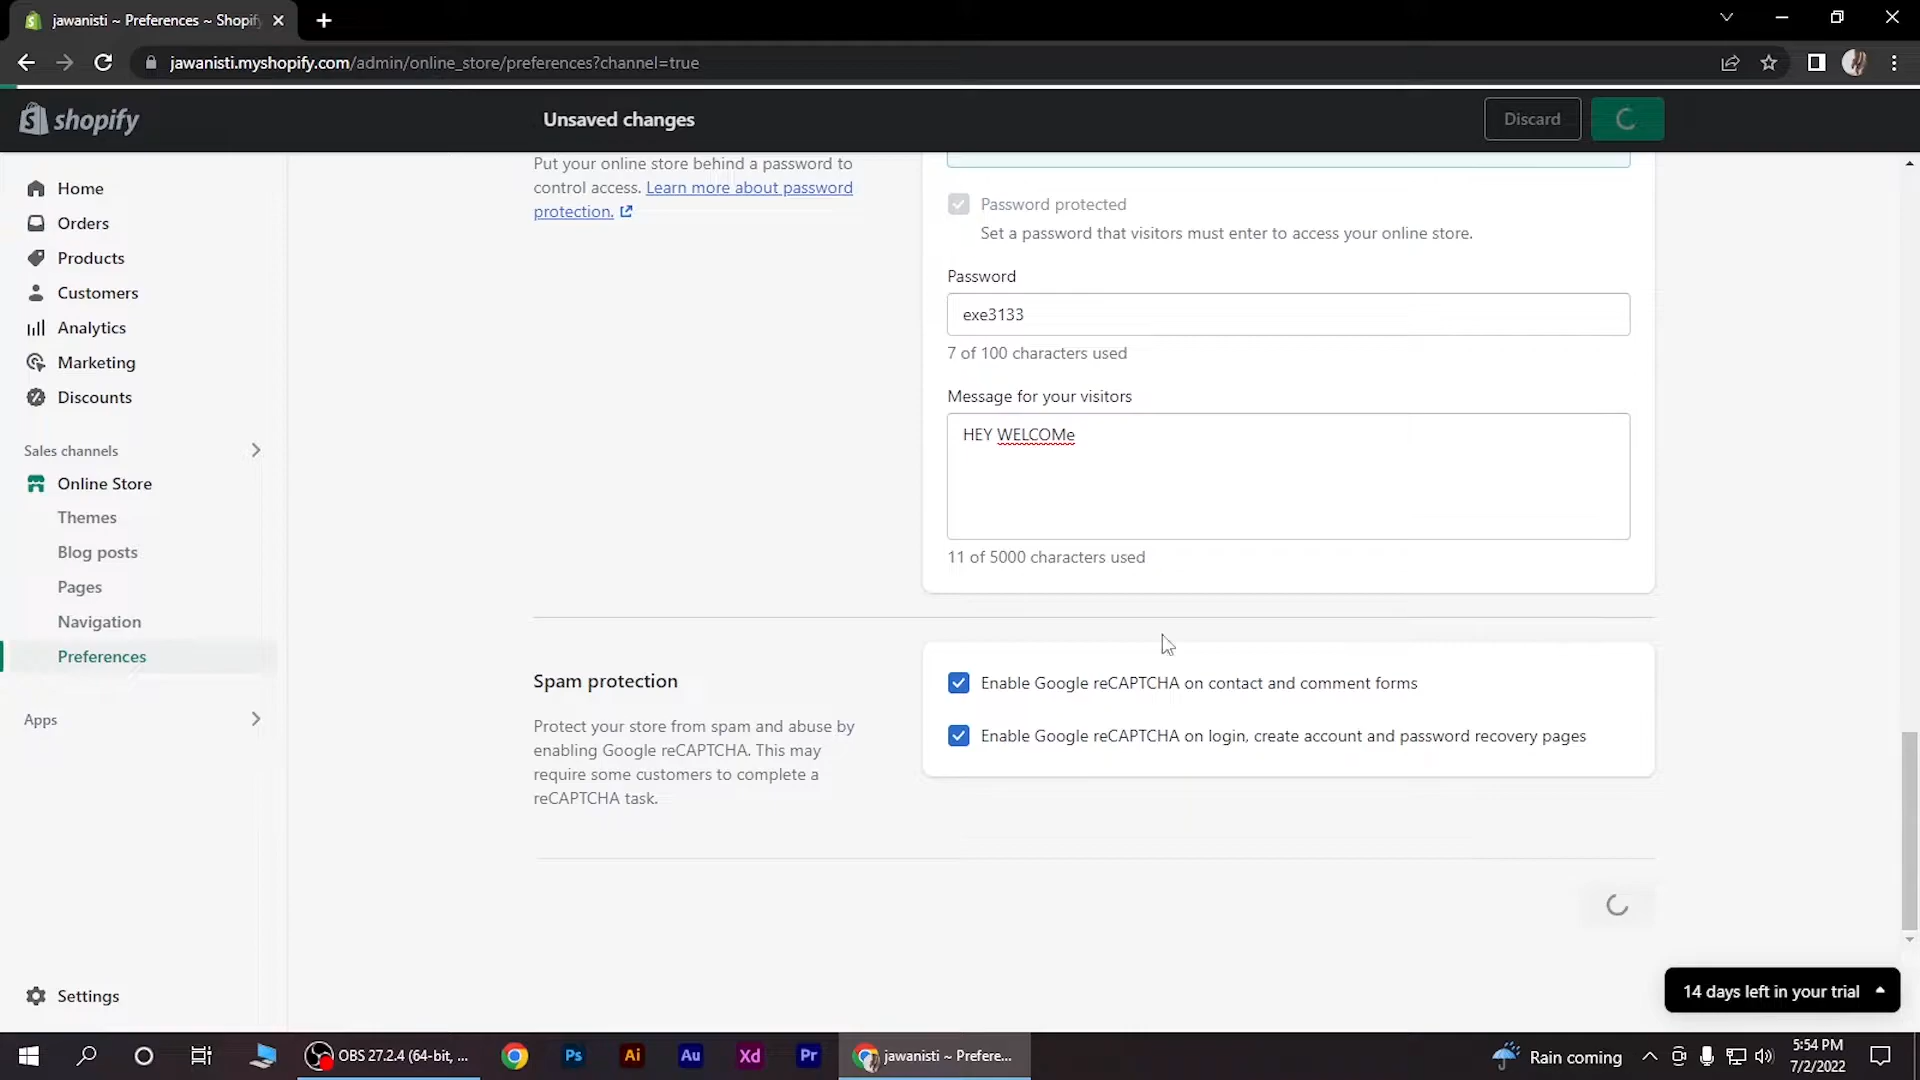 jawanisti ~ Preferences ~ Shopify
jawanisti.myshopify.com/admin/online_store/preferences?channel=true
shopify
Unsaved changes
Discard
Home
Orders
Products
Customers
Analytics
Marketing
Discounts
Sales channels
Online Store
Themes
Blog posts
Pages
Navigation
Preferences
Apps
Settings
Put your online store behind a password to
control access. Learn more about password
protection.
Password protected
Set a password that visitors must enter to access your online store.
Password
exe3133
7 of 100 characters used
Message for your visitors
HEY WELCOMe
11 of 5000 characters used
Spam protection
Protect your store from spam and abuse by
enabling Google reCAPTCHA. This may
require some customers to complete a
reCAPTCHA task.
Enable Google reCAPTCHA on contact and comment forms
Enable Google reCAPTCHA on login, create account and password recovery pages
14 days left in your trial
OBS 27.2.4 (64-bit, ...
Ps
Ai
Au
Xd
Pr
jawanisti ~ Prefere...
Rain coming
5:54 PM
7/2/2022